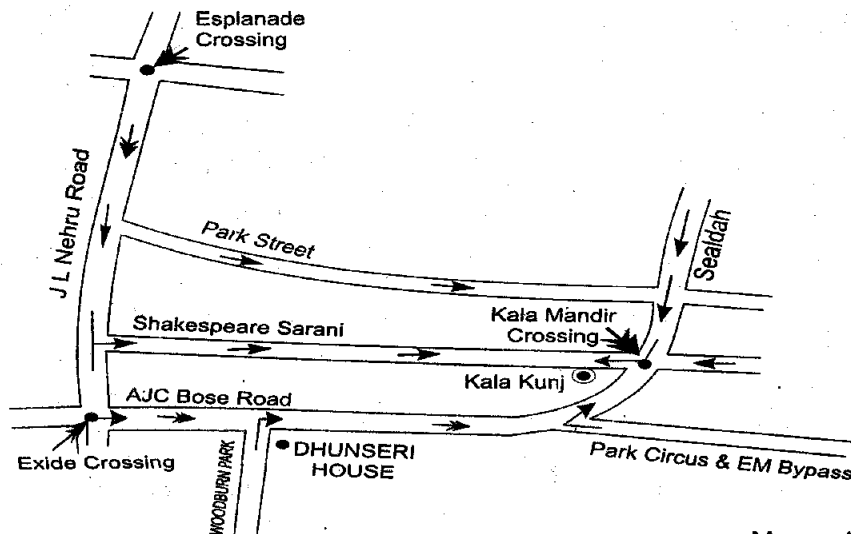 Esplanade
Crossing
J L Nehru Road
Park Street
Sealdah
Shakespeare Sarani
Kala Mandir
Crossing
Kala Kunj
AJC Bose Road
Exide Crossing
WOODBURN PARK
DHUNSERI
HOUSE
Park Circus & EM Bypass